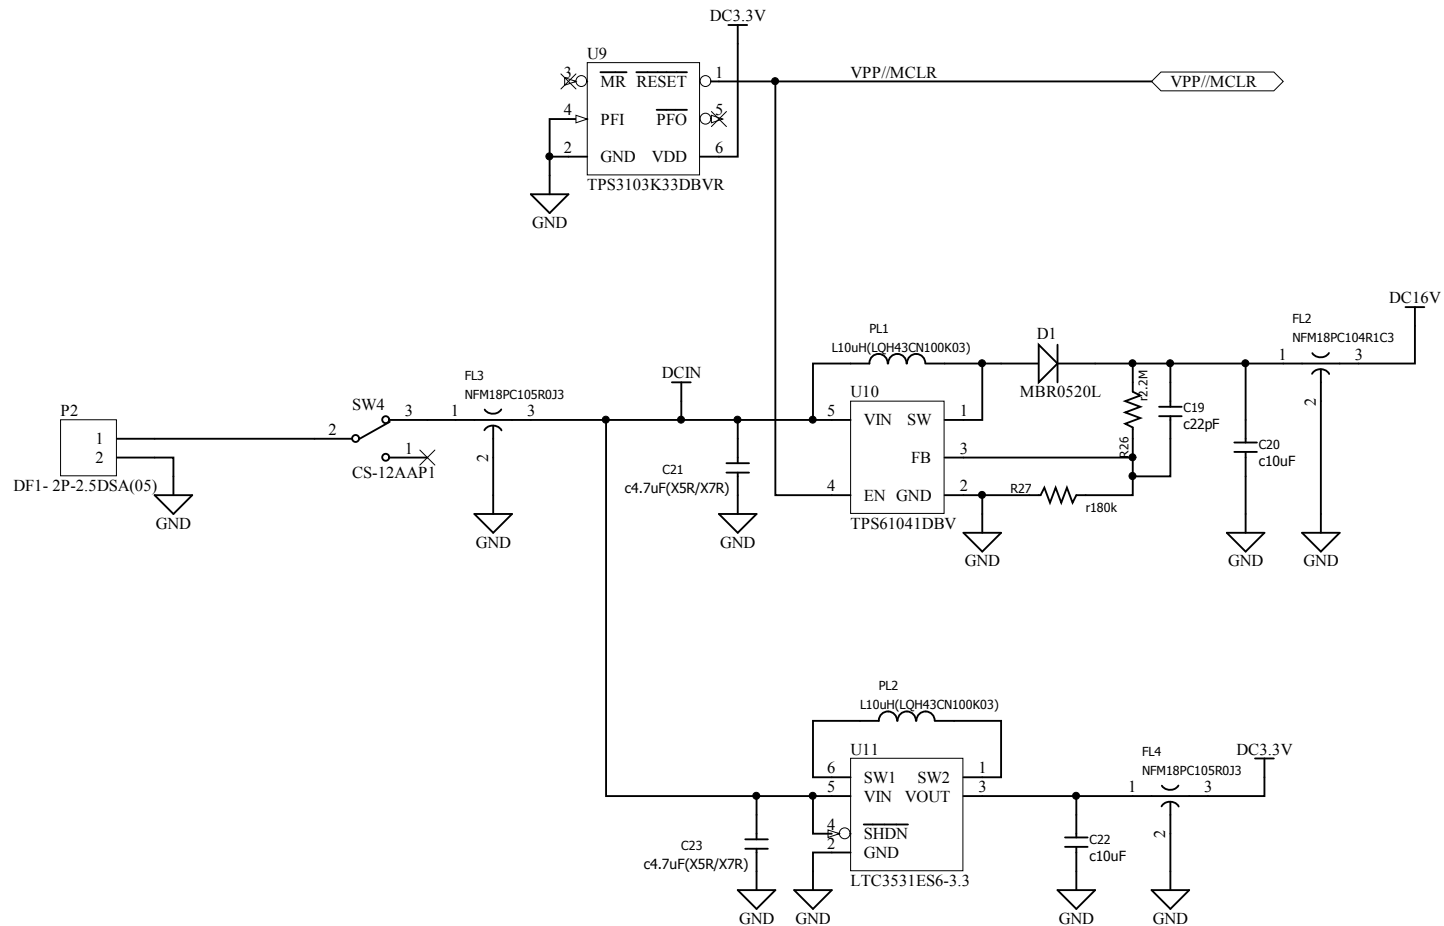 DC3.3V
U9
3
MR
RESET
1
VPP//MCLR
VPP//MCLR
4
PFI
PFO
5
2
GND
VDD
6
TPS3103K33DBVR
GND
DC16V
PL1
L10uH(LQH43CN100K03)
D1
MBR0520L
FL2
NFM18PC104R1C3
1
3
2
GND
FL3
NFM18PC105R0J3
1
3
2
GND
DCIN
P2
1
2
DF1- 2P-2.5DSA(05)
GND
SW4
3
2
1
CS-12AAP1
U10
5
VIN
SW
1
FB
3
4
EN
GND
2
TPS61041DBV
GND
C21
c4.7uF(X5R/X7R)
GND
r2.2M
R26
C19
c22pF
R27
r180k
C20
c10uF
GND
PL2
L10uH(LQH43CN100K03)
U11
6
SW1
SW2
1
5
VIN
VOUT
3
4
SHDN
2
GND
LTC3531ES6-3.3
GND
C23
c4.7uF(X5R/X7R)
GND
C22
c10uF
GND
FL4
NFM18PC105R0J3
1
3
2
GND
DC3.3V